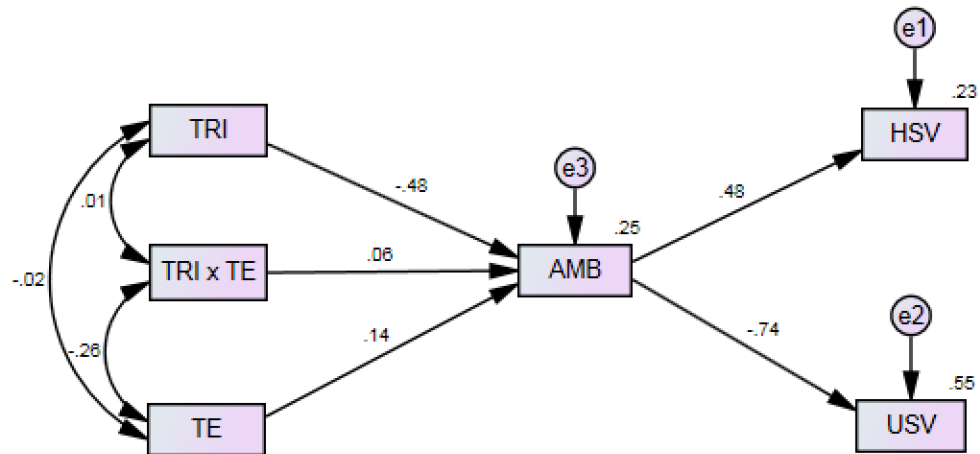 e1
.23
HSV
TRI
e3
-.48
.48
.01
.25
TRI x TE
.06
AMB
-.02
e2
-.26
.14
-.74
.55
TE
USV